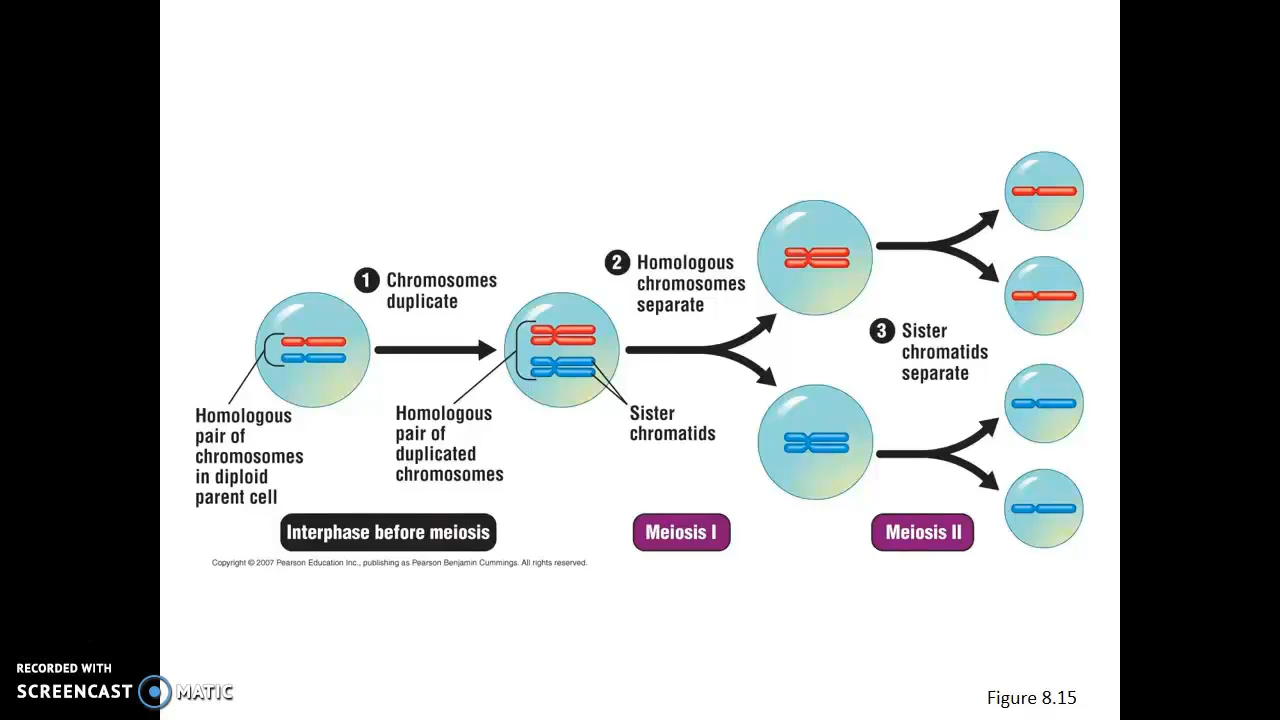 1 Chromosomes
duplicate
2 Homologous
chromosomes
separate
3 Sister
chromatids
separate
Homologous
pair of
chromosomes
in diploid
parent cell
Homologous
pair of
duplicated
chromosomes
Sister
chromatids
Interphase before meiosis
Meiosis I
Meiosis II
Copyright © 2007 Pearson Education Inc., publishing as Pearson Benjamin Cummings. All rights reserved.
RECORDED WITH
SCREENCAST MATIC
Figure 8.15